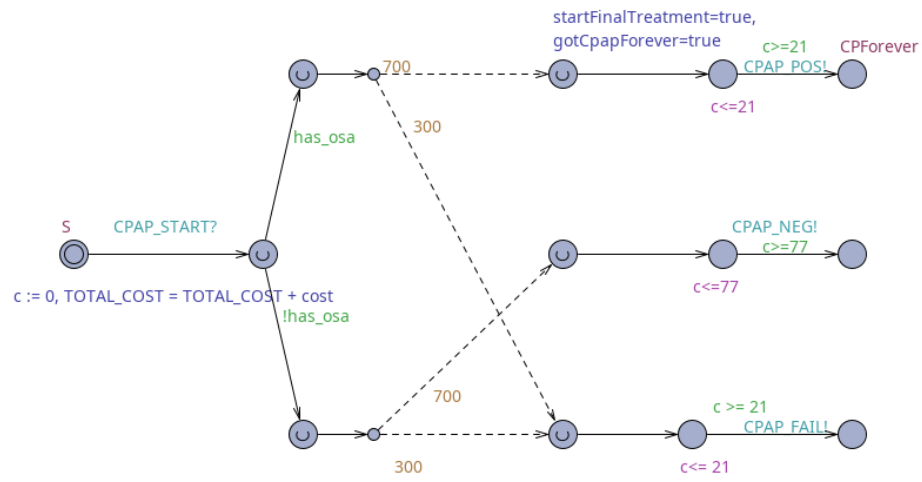 startFinalTreatment=true,
gotCpapForever=true
c>=21
CPForever
700
CPAP_POS!
c<=21
300
has_osa
S
CPAP_START?
CPAP_NEG!
c>=77
c<=77
c := 0, TOTAL_COST = TOTAL_COST + cost
!has_osa
700
c >= 21
CPAP_FAIL!
300
c<= 21